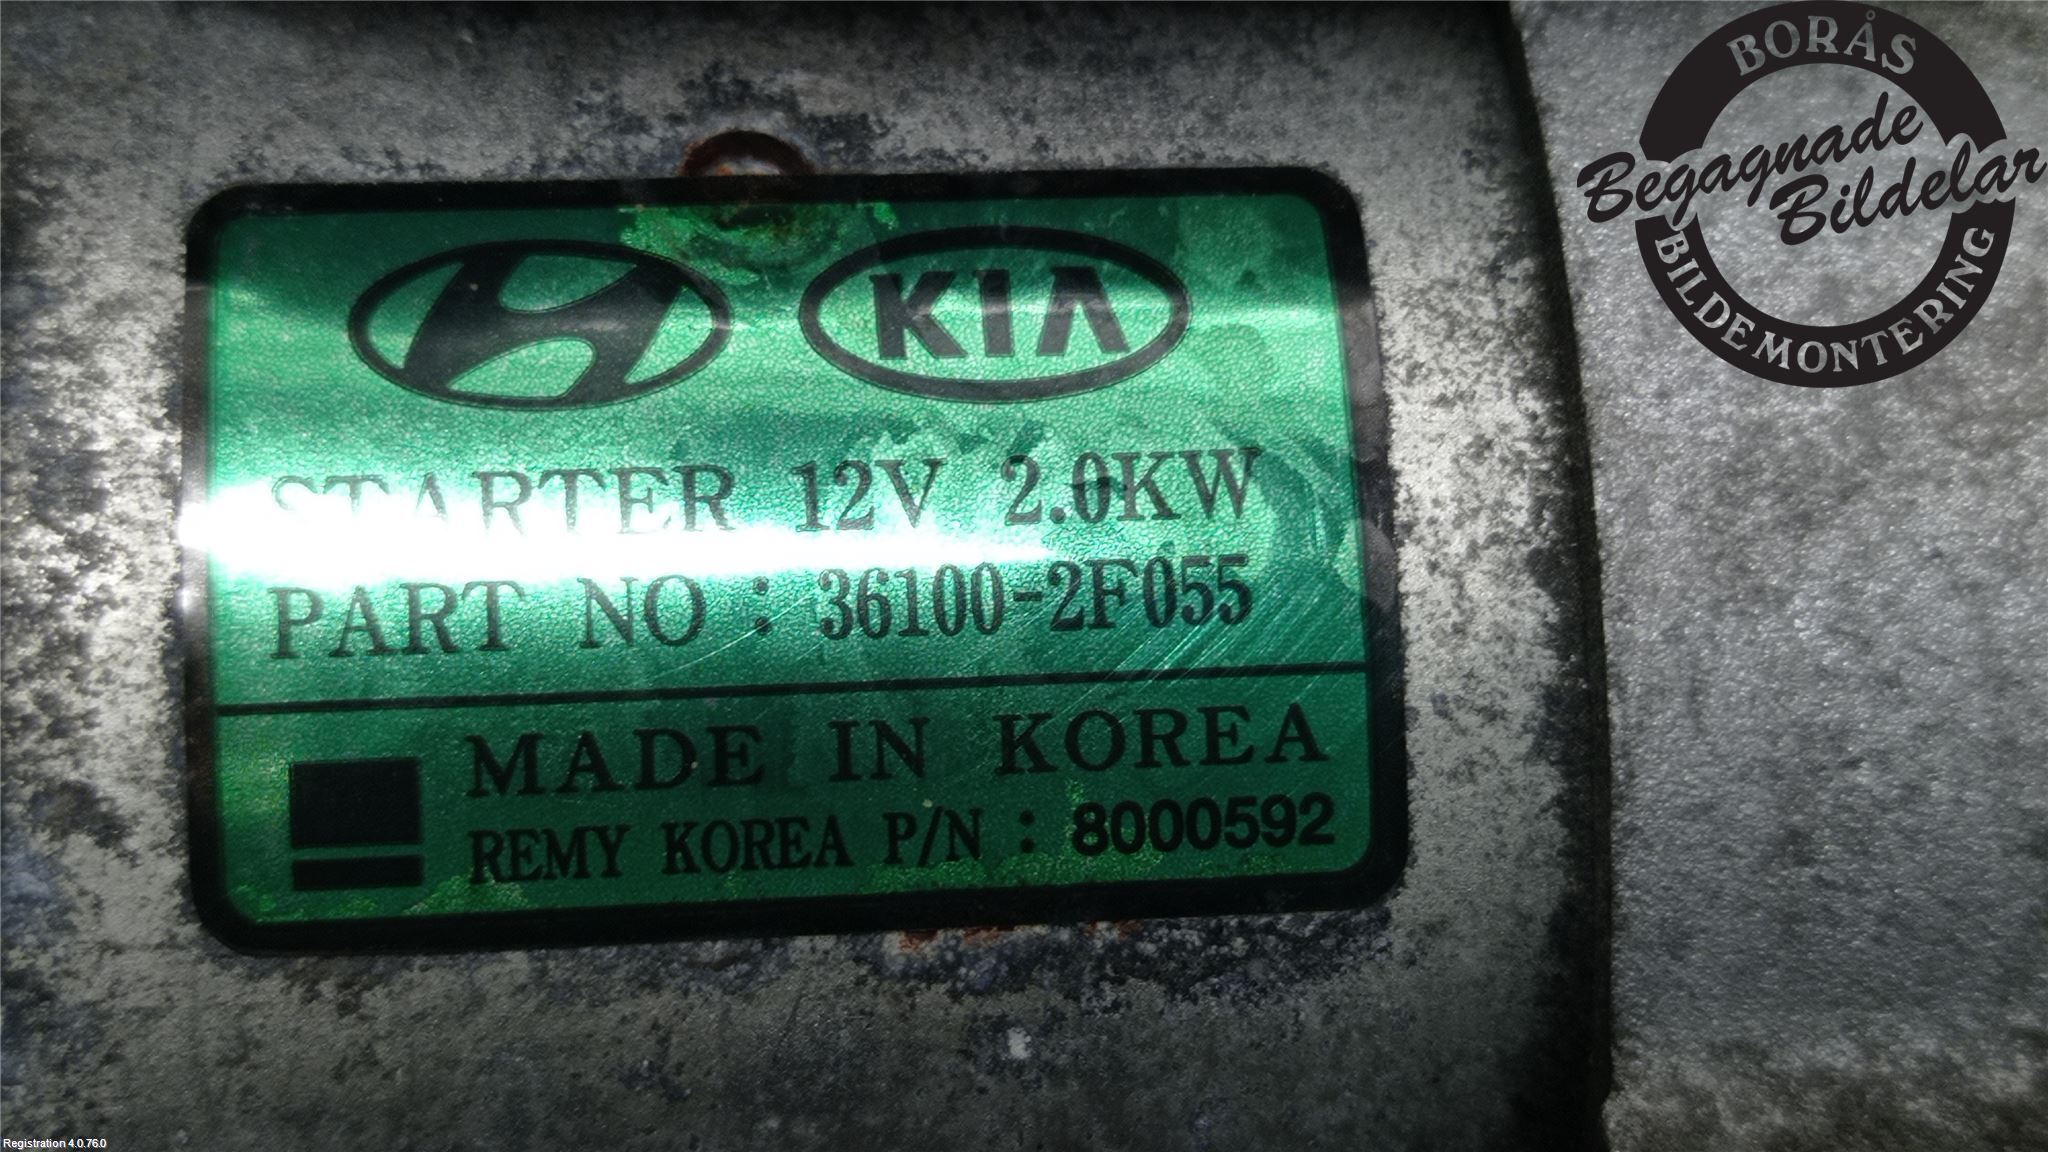 KIA
STARTER 12V 2.0KW
PART NO : 36100-2F055
MADE IN KOREA
REMY KOREA P/N : 8000592
BORÅS
Begagnade
Bildelar
BILDEMONTERING
Registration 4.0.76.0